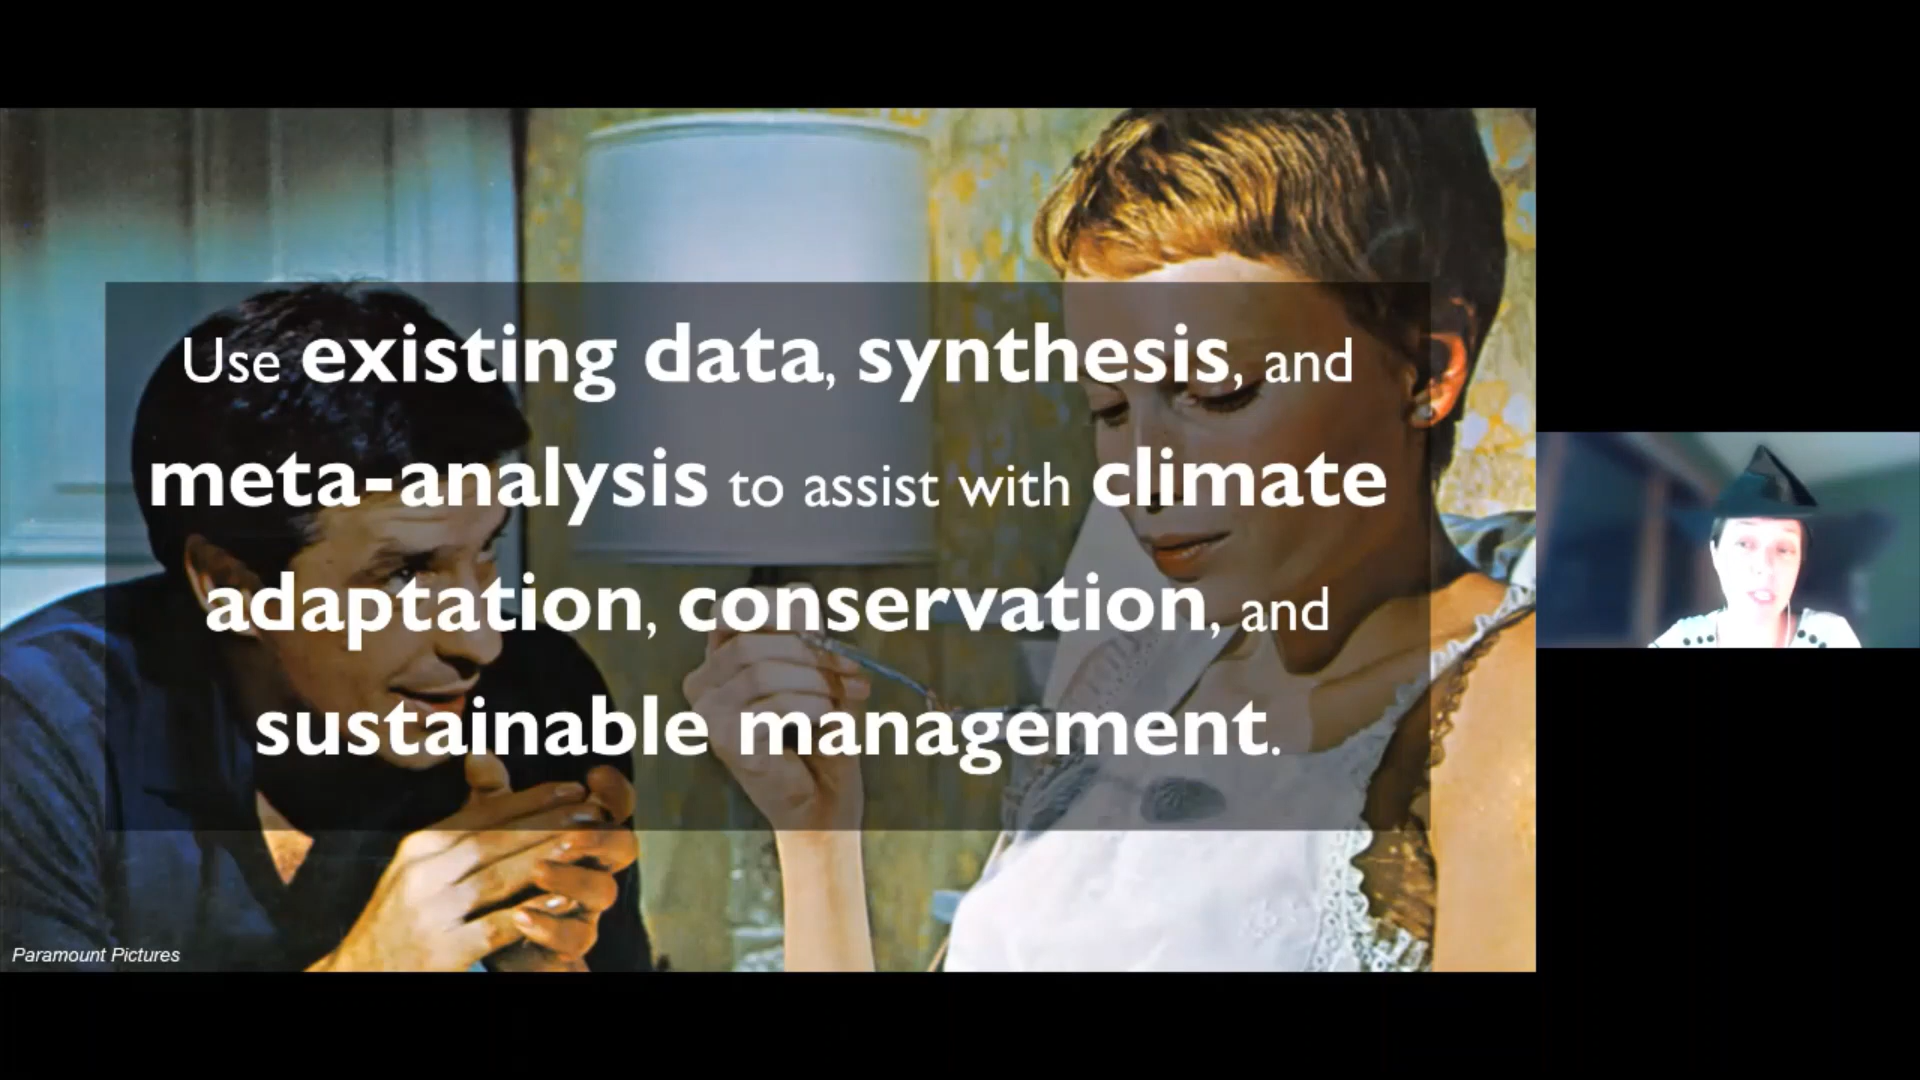 Use existing data, synthesis, and
meta-analysis to assist with climate
adaptation, conservation, and
sustainable management.
Paramount Pictures